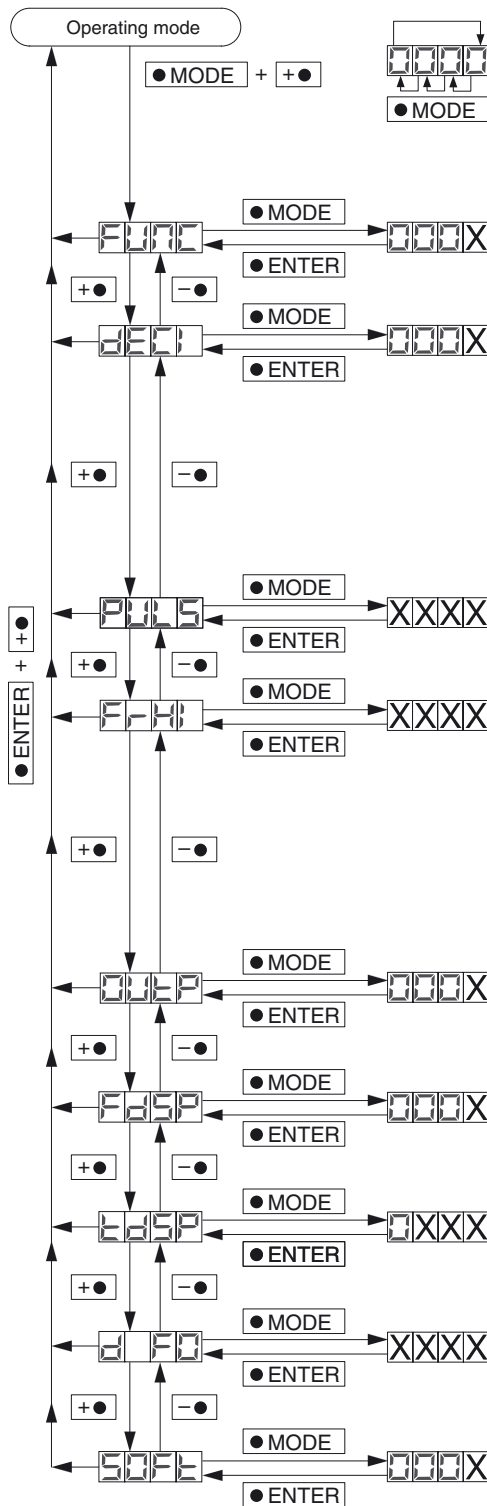 Operating mode
● MODE + +●
0000
● MODE
● MODE
FUNC 000X
● ENTER
+● −●
● MODE
dECI 000X
● ENTER
+● −●
● MODE
PULS XXXX
● ENTER
+● −●
● MODE
FrHI XXXX
● ENTER
● ENTER + +●
+● −●
● MODE
OUtP 000X
● ENTER
+● −●
● MODE
FdSP 000X
● ENTER
+● −●
● MODE
tdSP 0XXX
● ENTER
+● −●
● MODE
d FO XXXX
● ENTER
+● −●
● MODE
SOFt 000X
● ENTER